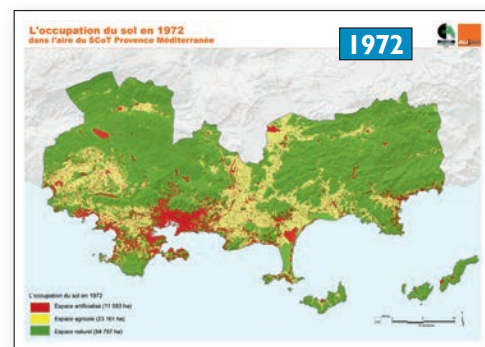 L'occupation du sol en 1972
dans l'aire du SCoT Provence Méditerranée
1972
L'occupation du sol en 1972
Espace artificialisé (11 593 ha)
Espace agricole (23 161 ha)
Espace naturel (84 797 ha)